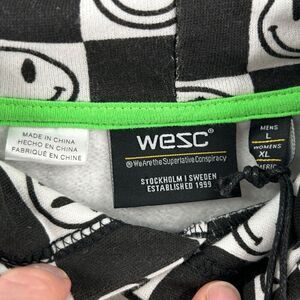 MADE IN CHINA
HECHO EN CHINA
FABRIQUÉ EN CHINE
wesc
@WeAretheSuperlativeConspiracy
STOCKHOLM | SWEDEN
ESTABLISHED 1999
MENS
L
WOMENS
XL